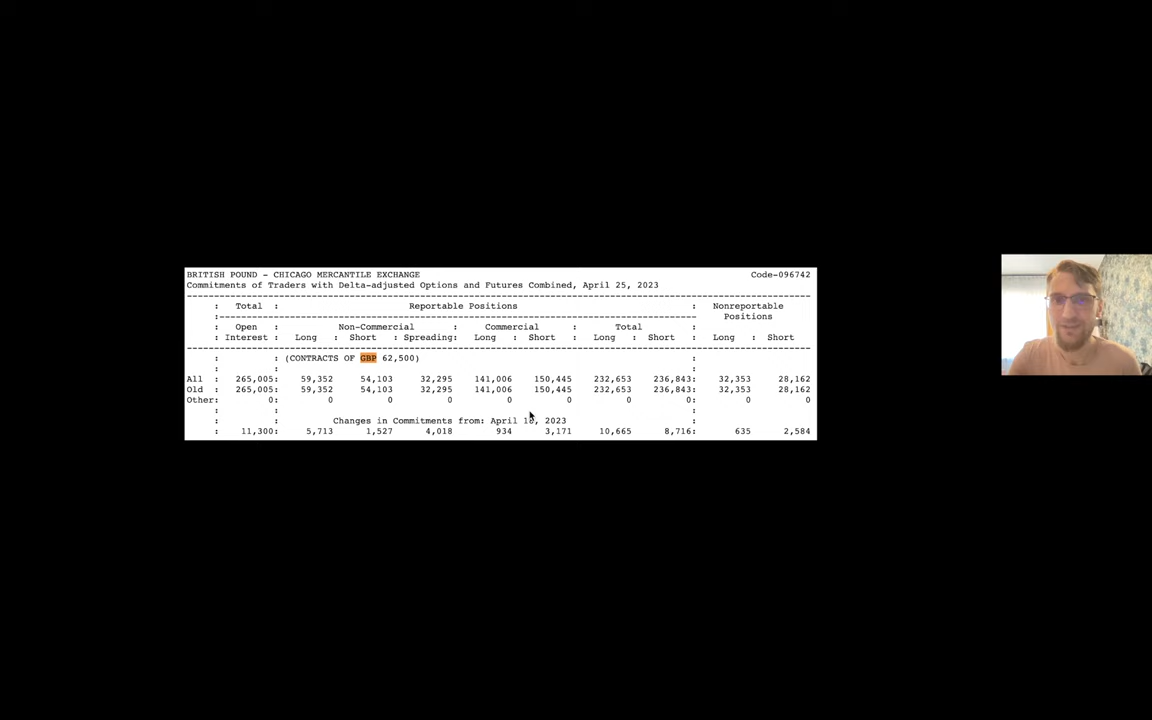 BRITISH POUND - CHICAGO MERCANTILE EXCHANGE Code-096742
Commitments of Traders with Delta-adjusted Options and Futures Combined, April 25, 2023
: Total : Reportable Positions : Nonreportable
Positions
: Open : Non-Commercial : Commercial : Total :
: Interest : Long : Short : Spreading: Long : Short : Long : Short : Long : Short
: : (CONTRACTS OF GBP 62,500) :
All : 265,005: 59,352 54,103 32,295 141,006 150,445 232,653 236,843: 32,353 28,162
Old : 265,005: 59,352 54,103 32,295 141,006 150,445 232,653 236,843: 32,353 28,162
Other: 0: 0 0 0 0 0 0 0: 0 0
: : Changes in Commitments from: April 18, 2023 :
: 11,300: 5,713 1,527 4,018 934 3,171 10,665 8,716: 635 2,584